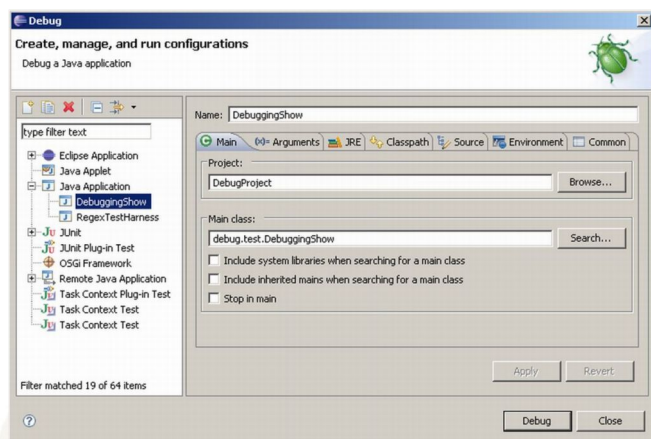 Debug
Create, manage, and run configurations
Debug a Java application
type filter text
Eclipse Application
Java Applet
Java Application
DebuggingShow
RegexTestHarness
JUnit
JUnit Plug-in Test
OSGi Framework
Remote Java Application
Task Context Plug-in Test
Task Context Test
Task Context Test
Filter matched 19 of 64 items
Name: DebuggingShow
Main
(x)= Arguments
JRE
Classpath
Source
Environment
Common
Project:
DebugProject
Browse...
Main class:
debug.test.DebuggingShow
Search...
Include system libraries when searching for a main class
Include inherited mains when searching for a main class
Stop in main
Apply
Revert
Debug
Close